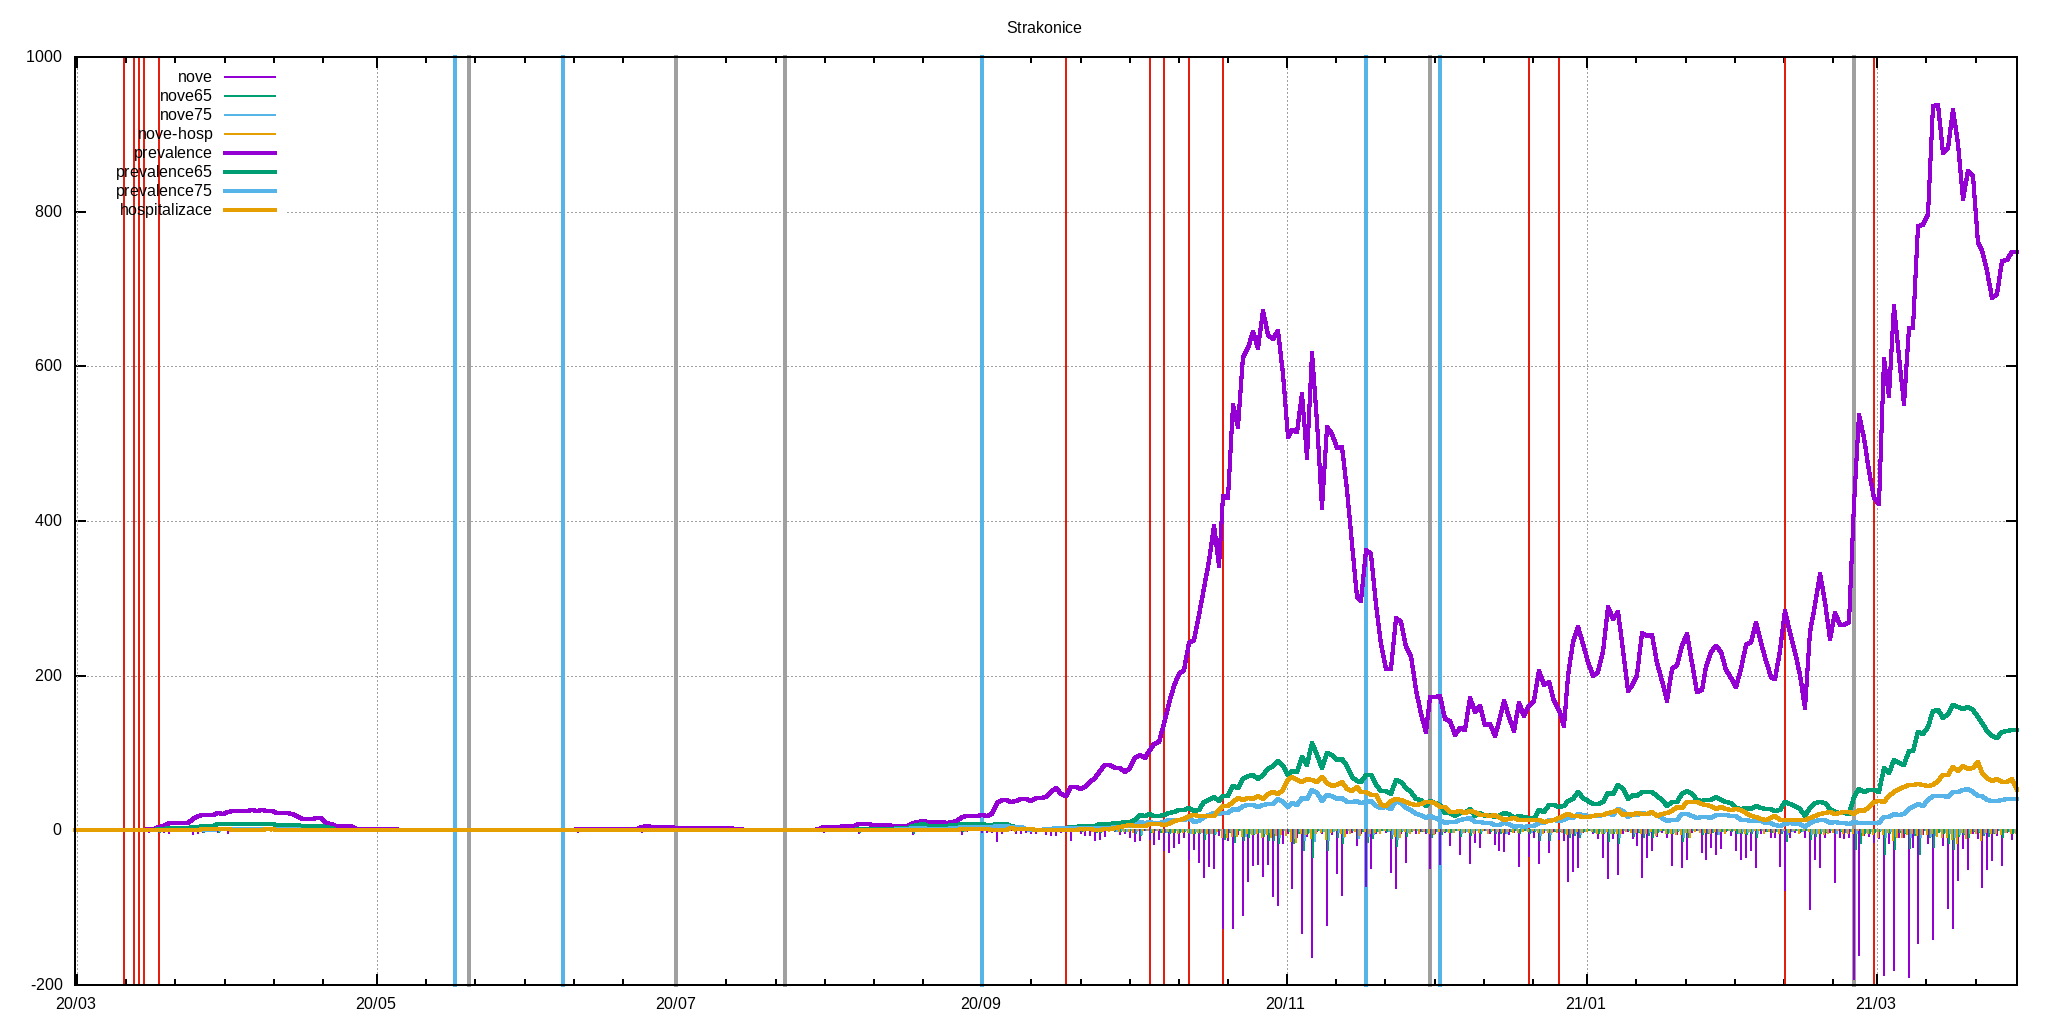 Strakonice
1000
800
600
400
200
0
-200
nove
nove65
nove75
nove-hosp
prevalence
prevalence65
prevalence75
hospitalizace
20/03 20/05 20/07 20/09 20/11 21/01 21/03